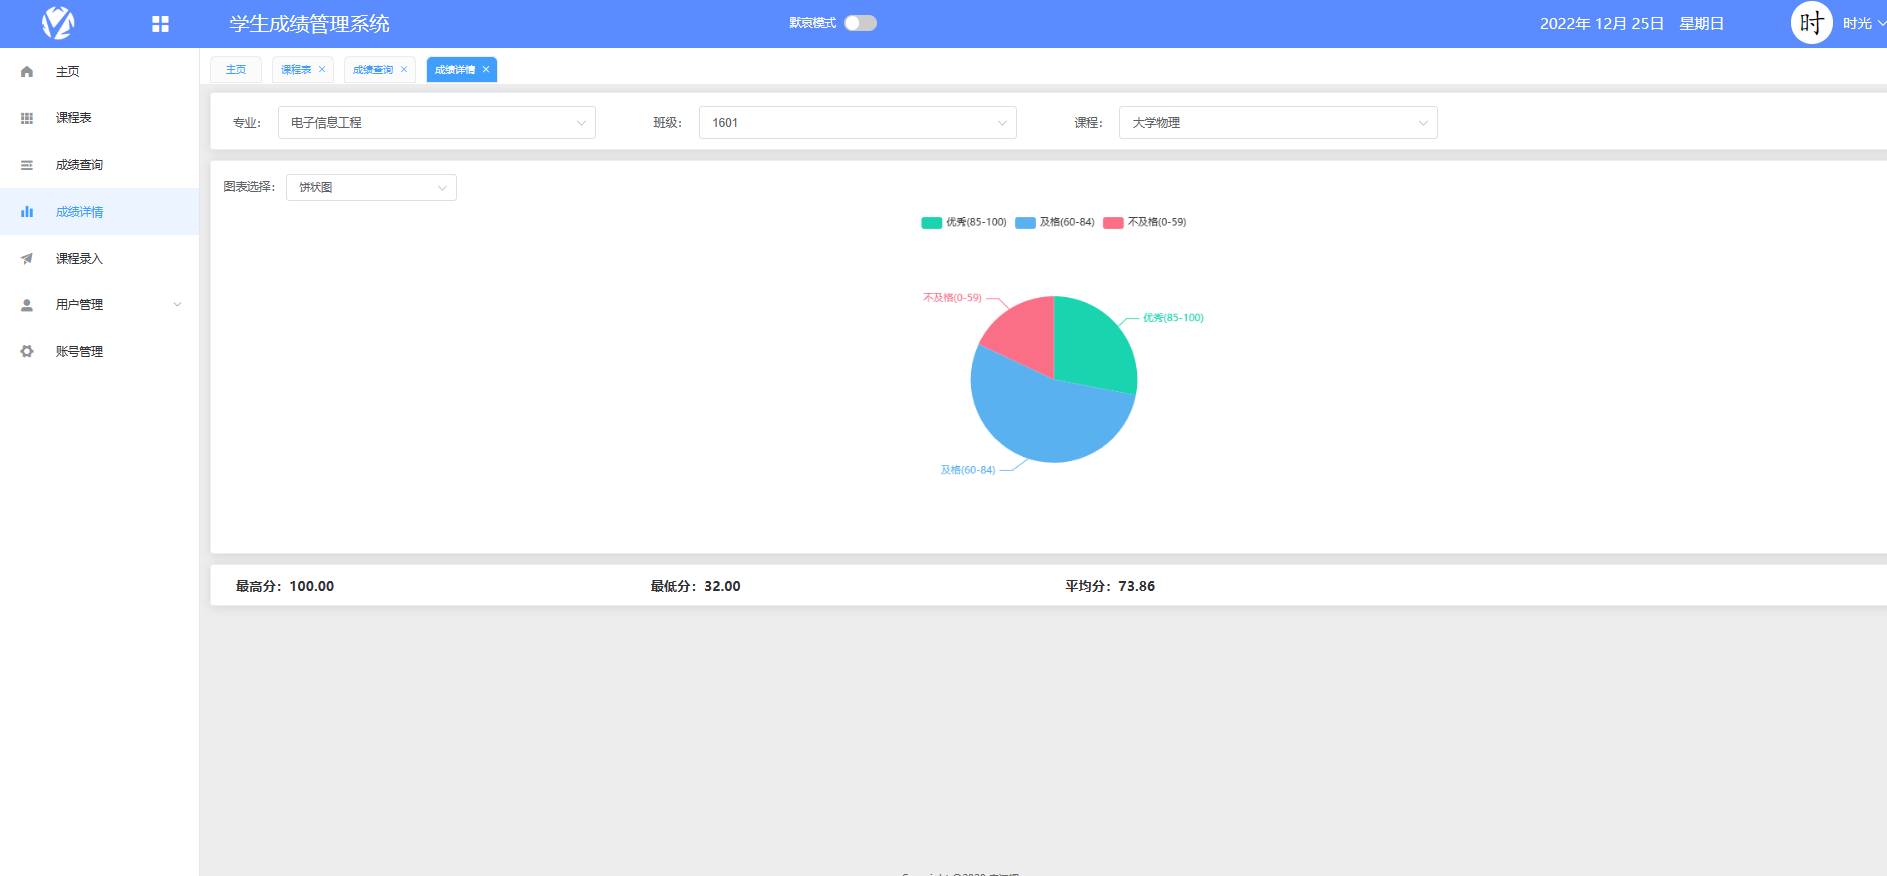 学生成绩管理系统
默哀模式
2022年 12月 25日 星期日
时
时光
主页
课程表
成绩查询
成绩详情
课程录入
用户管理
账号管理
主页 课程表 成绩查询 成绩详情
专业： 电子信息工程 班级： 1601 课程： 大学物理
图表选择： 饼状图
优秀(85-100) 及格(60-84) 不及格(0-59)
不及格(0-59)
优秀(85-100)
及格(60-84)
最高分：100.00 最低分：32.00 平均分：73.86